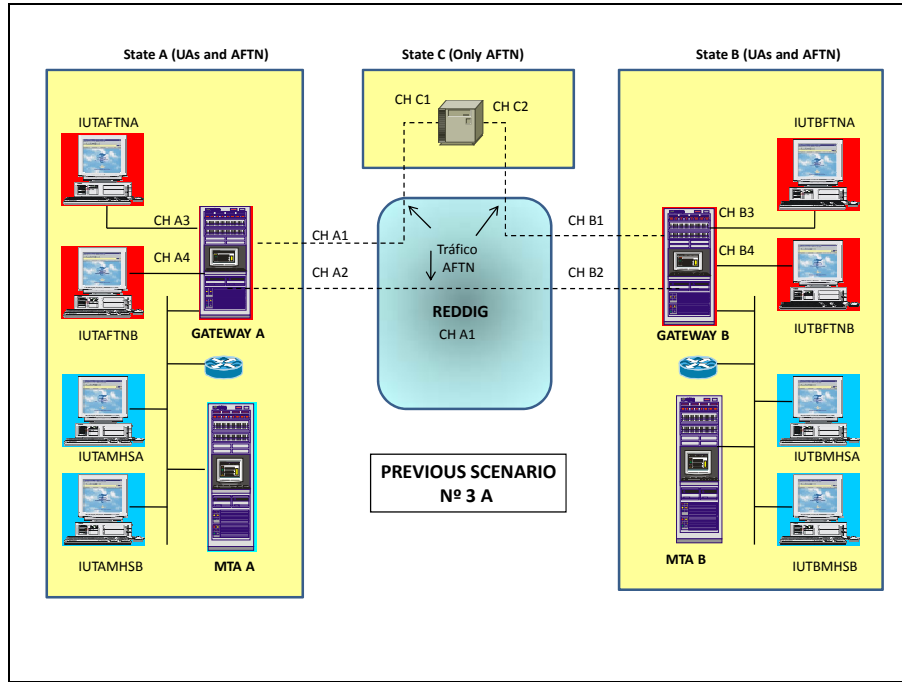 State A (UAs and AFTN)
State C (Only AFTN)
State B (UAs and AFTN)
IUTAFTNA
CH C1
CH C2
IUTBFTNA
CH A3
CH A1
CH B1
CH B3
CH A4
Tráfico
AFTN
CH B4
CH A2
CH B2
IUTAFTNB
GATEWAY A
REDDIG
CH A1
GATEWAY B
IUTBFTNB
IUTAMHSA
IUTBMHSA
PREVIOUS SCENARIO
Nº 3 A
IUTAMHSB
MTA A
MTA B
IUTBMHSB